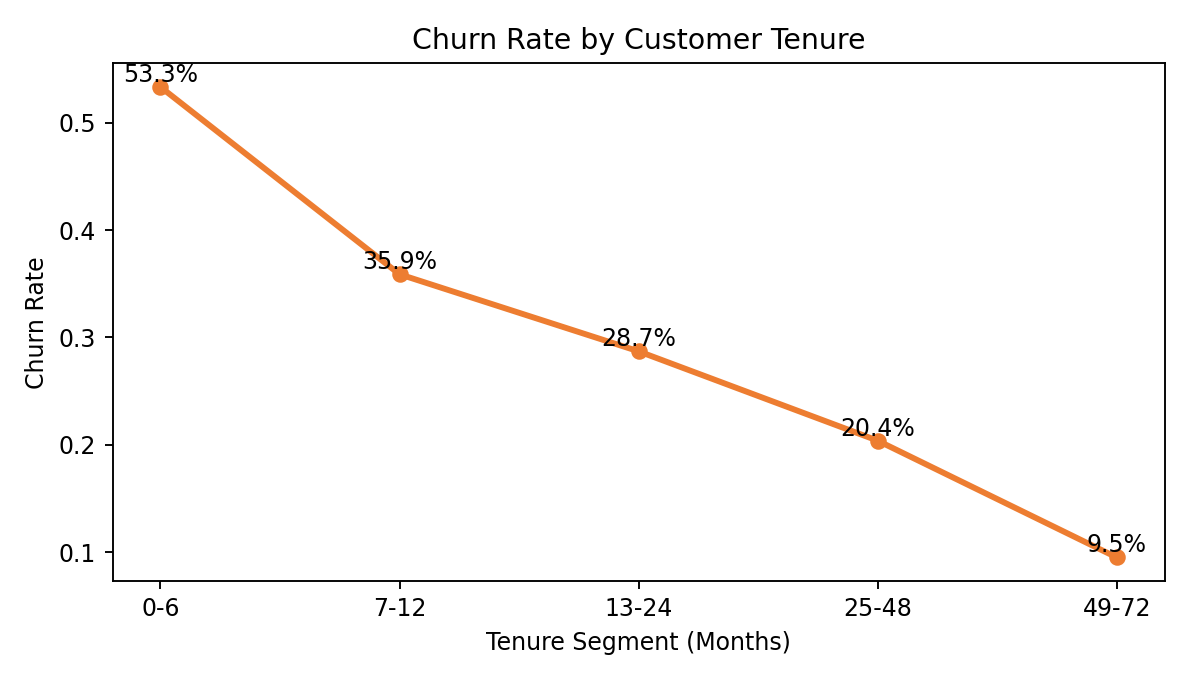 Churn Rate by Customer Tenure
53.3%
0.5
0.4
35.9%
0.3
28.7%
20.4%
0.2
9.5%
0.1
Churn Rate
0-6 7-12 13-24 25-48 49-72
Tenure Segment (Months)